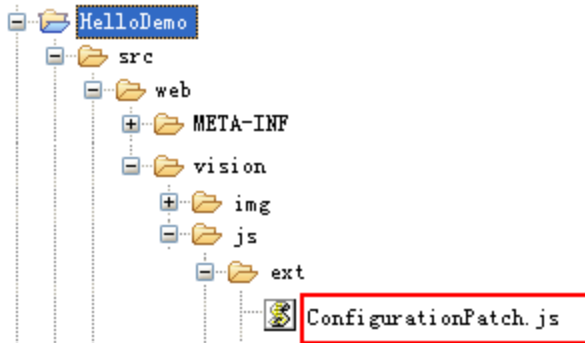 HelloDemo
src
web
META-INF
vision
img
js
ext
ConfigurationPatch.js